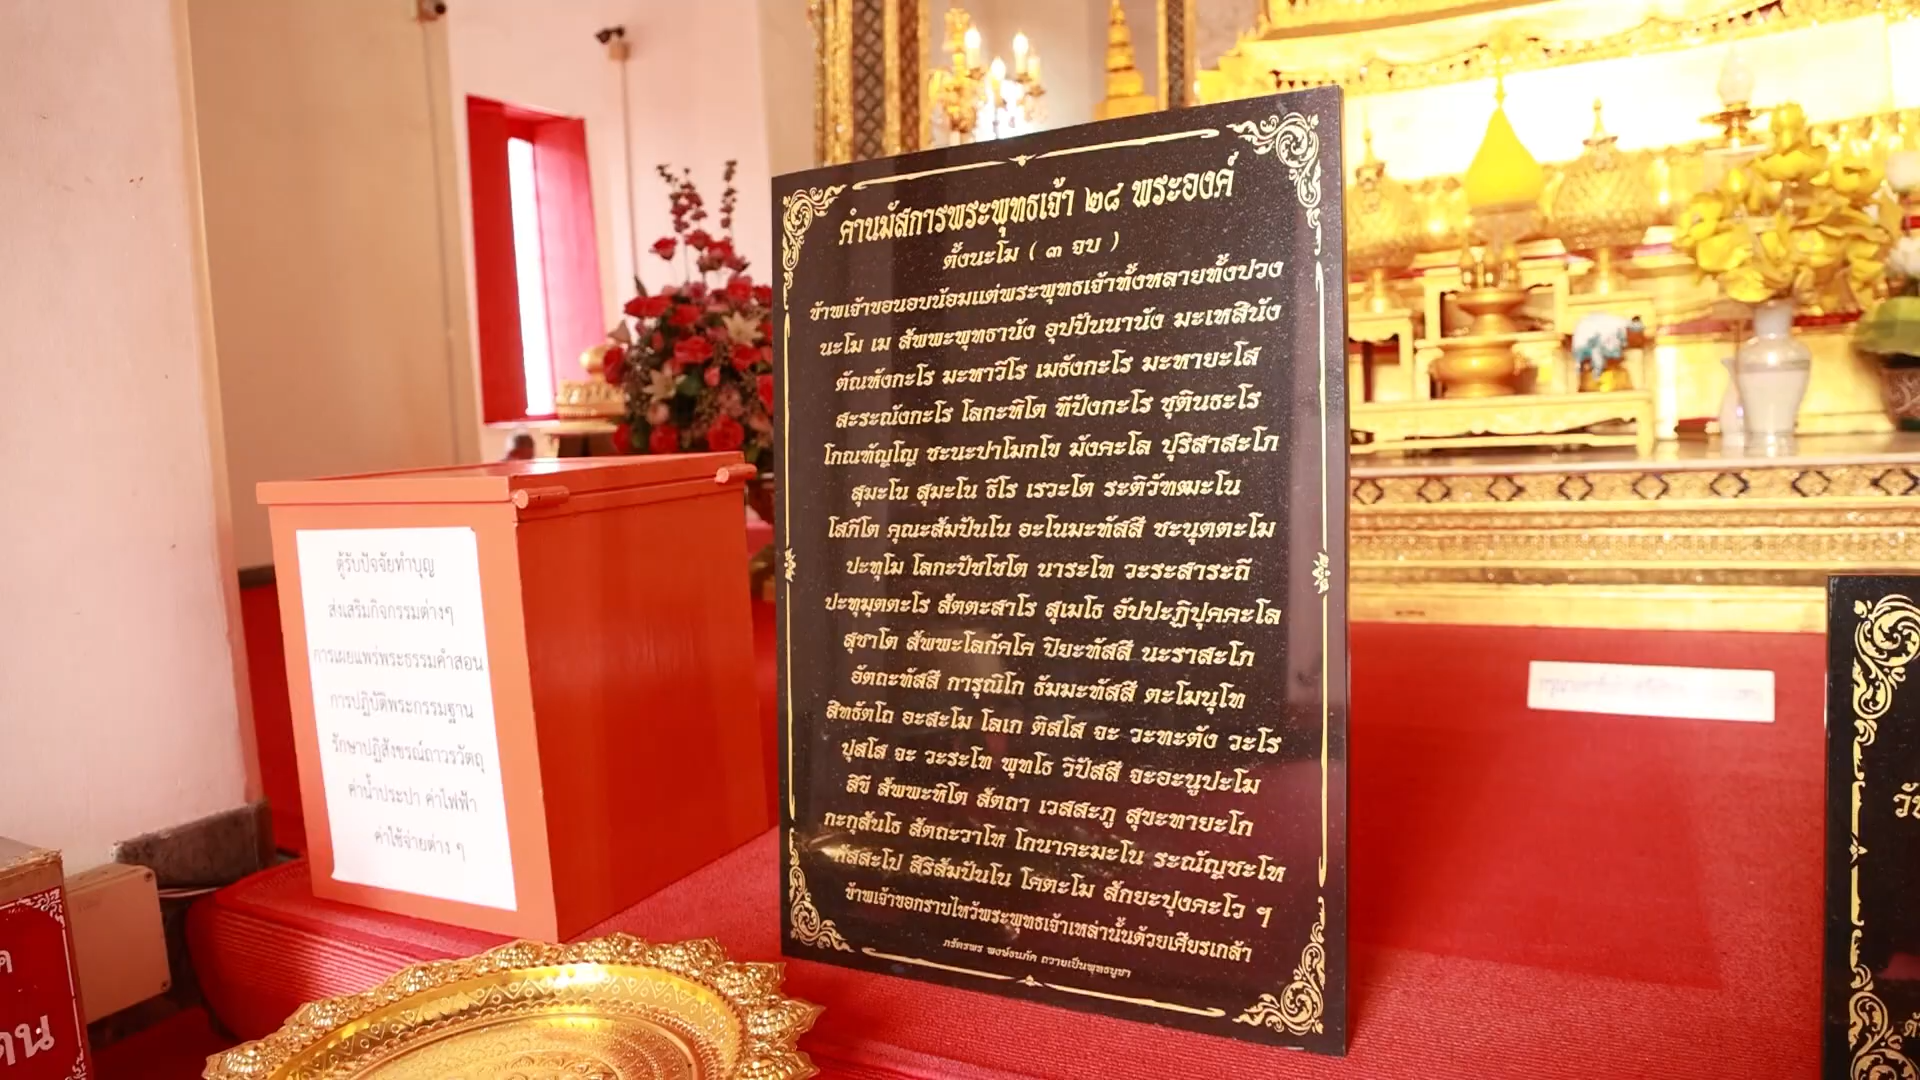 ตู้รับปัจจัยทำบุญ
ส่งเสริมกิจกรรมต่างๆ
การเผยแพร่พระธรรมคำสอน
การปฏิบัติพระกรรมฐาน
รักษาปฏิสังขรณ์ถาวรวัตถุ
ค่าน้ำประปา ค่าไฟฟ้า
ค่าใช้จ่ายต่าง ๆ
คำนมัสการพระพุทธเจ้า ๒๘ พระองค์
ตั้งนะโม ( ๓ จบ )
ข้าพเจ้าขอนอบน้อมแต่พระพุทธเจ้าทั้งหลายทั้งปวง
นะโม เม สัพพะพุทธานัง อุปปันนานัง มะเหสินัง
ตัณหังกะโร มะหาวีโร เมธังกะโร มะหายะโส
สะระณังกะโร โลกะหิโต ทีปังกะโร ชุตินธะโร
โกณฑัญโญ ชะนะปาโมกโข มังคะโล ปุริสาสะโภ
สุมะโน สุมะโน ธีโร เรวะโต ระติวัฑฒะโน
โสภิโต คุณะสัมปันโน อะโนมะทัสสี ชะนุตตะโม
ปะทุโม โลกะปัชโชโต นาระโท วะระสาระถี
ปะทุมุตตะโร สัตตะสาโร สุเมโธ อัปปะฏิปุคคะโล
สุชาโต สัพพะโลกัคโค ปิยะทัสสี นะราสะโภ
อัตถะทัสสี การุณิโก ธัมมะทัสสี ตะโมนุโท
สิทธัตโถ อะสะโม โลเก ติสโส จะ วะทะตัง วะโร
ปุสโส จะ วะระโท พุทโธ วิปัสสี จะอะนูปะโม
สิขี สัพพะหิโต สัตถา เวสสะภู สุขะทายะโก
กะกุสันโธ สัตถะวาโห โกนาคะมะโน ระณัญชะโห
กัสสะโป สิริสัมปันโน โคตะโม สักยะปุงคะโว ฯ
ข้าพเจ้าขอกราบไหว้พระพุทธเจ้าเหล่านั้นด้วยเศียรเกล้า
ถวายเป็นพุทธบูชา